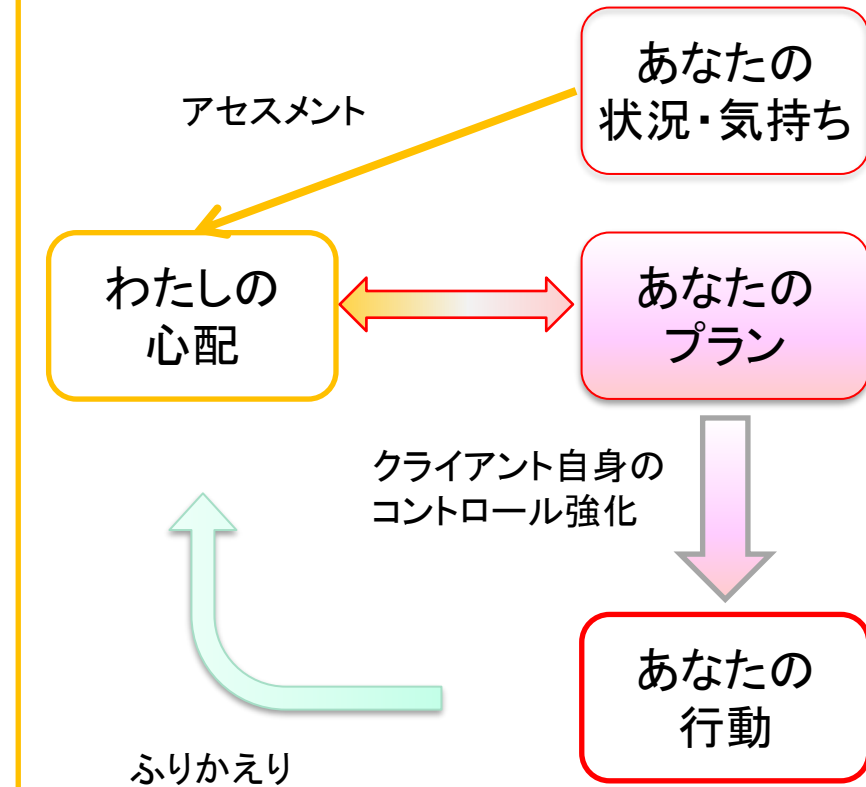 あなたの
状況・気持ち
アセスメント
わたしの
心配
あなたの
プラン
クライアント自身の
コントロール強化
あなたの
行動
ふりかえり